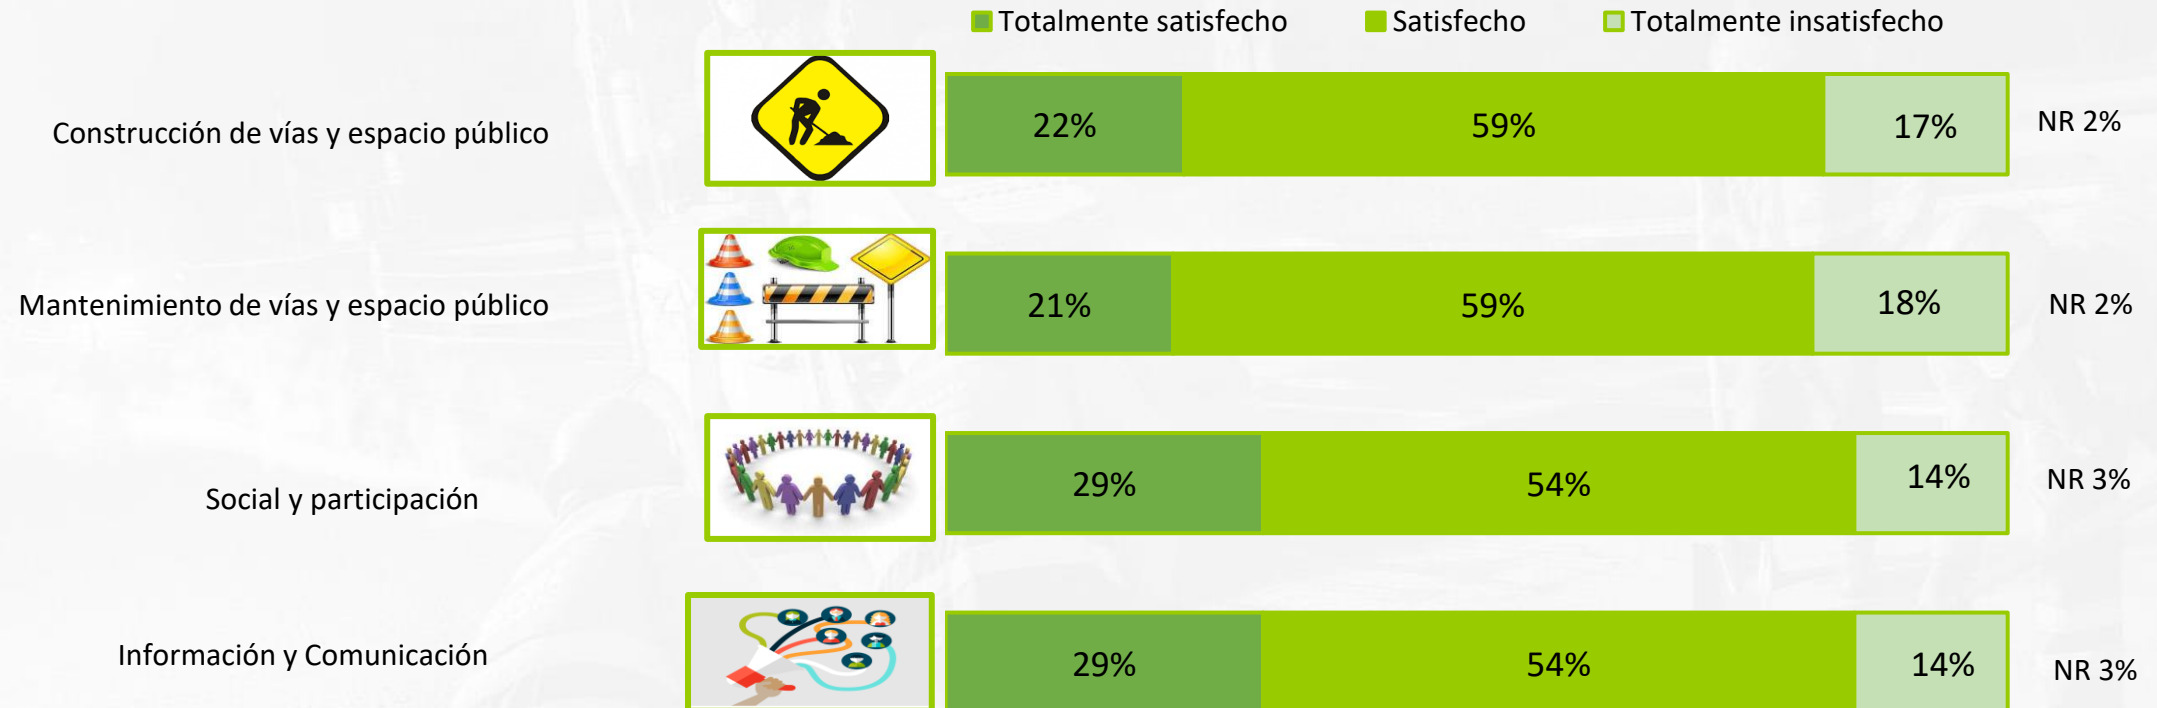 Totalmente satisfecho Satisfecho Totalmente insatisfecho
Construcción de vías y espacio público 22% 59% 17% NR 2%
Mantenimiento de vías y espacio público 21% 59% 18% NR 2%
Social y participación 29% 54% 14% NR 3%
Información y Comunicación 29% 54% 14% NR 3%